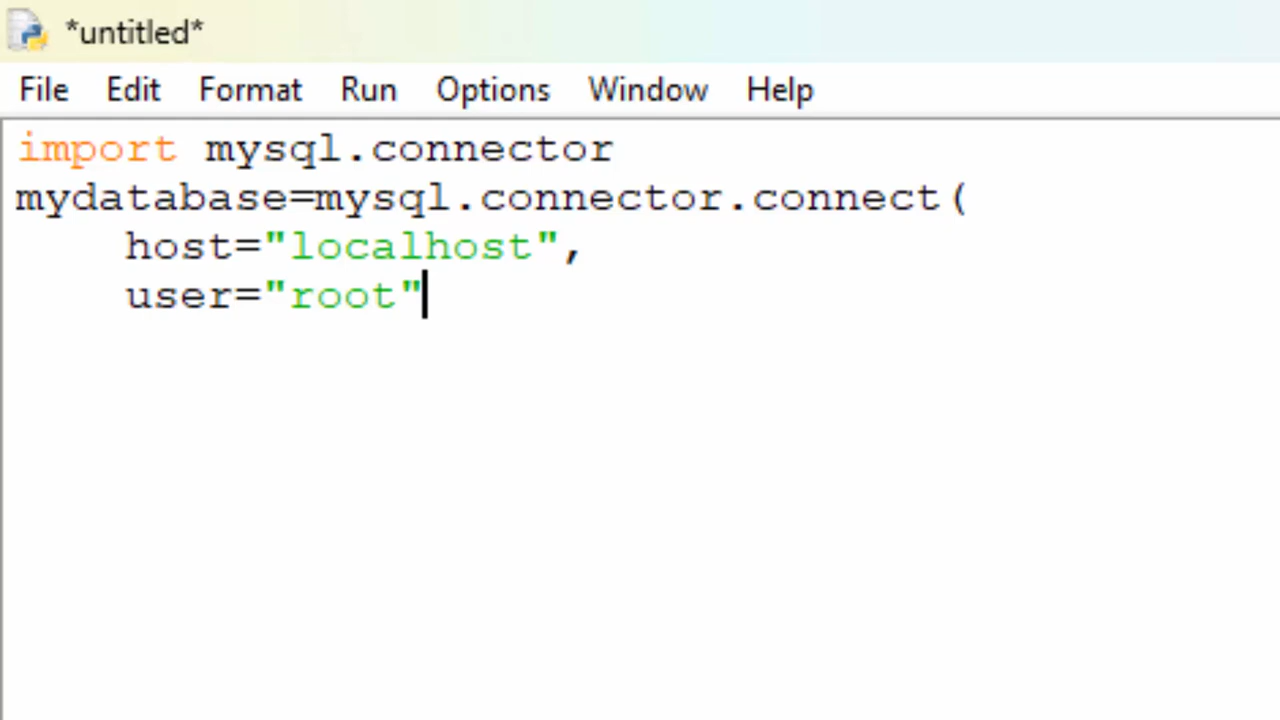 *untitled*
File Edit Format Run Options Window Help
import mysql.connector
mydatabase=mysql.connector.connect(
    host="localhost",
    user="root"